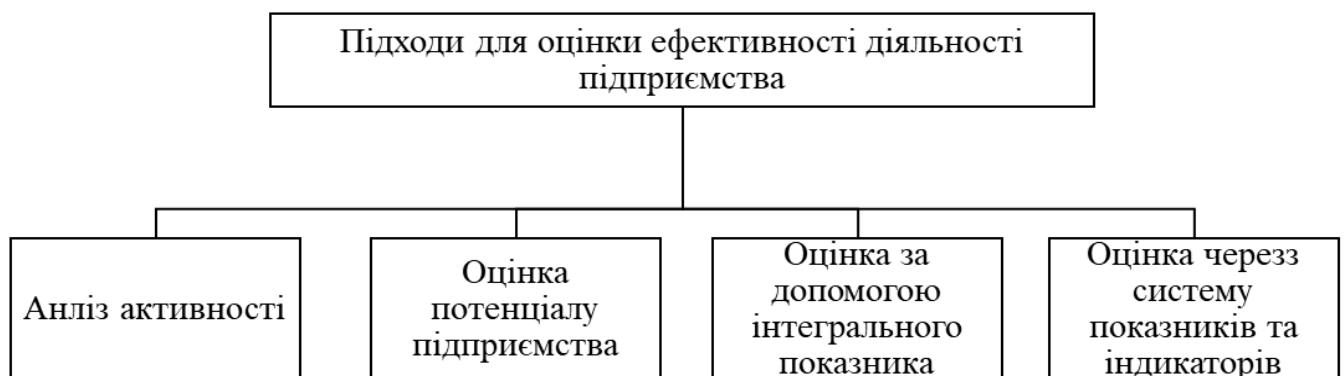 Підходи для оцінки ефективності діяльності
підприємства
Анліз активності
Оцінка
потенціалу
підприємства
Оцінка за
допомогою
інтегрального
показника
Оцінка черезз
систему
показників та
індикаторів